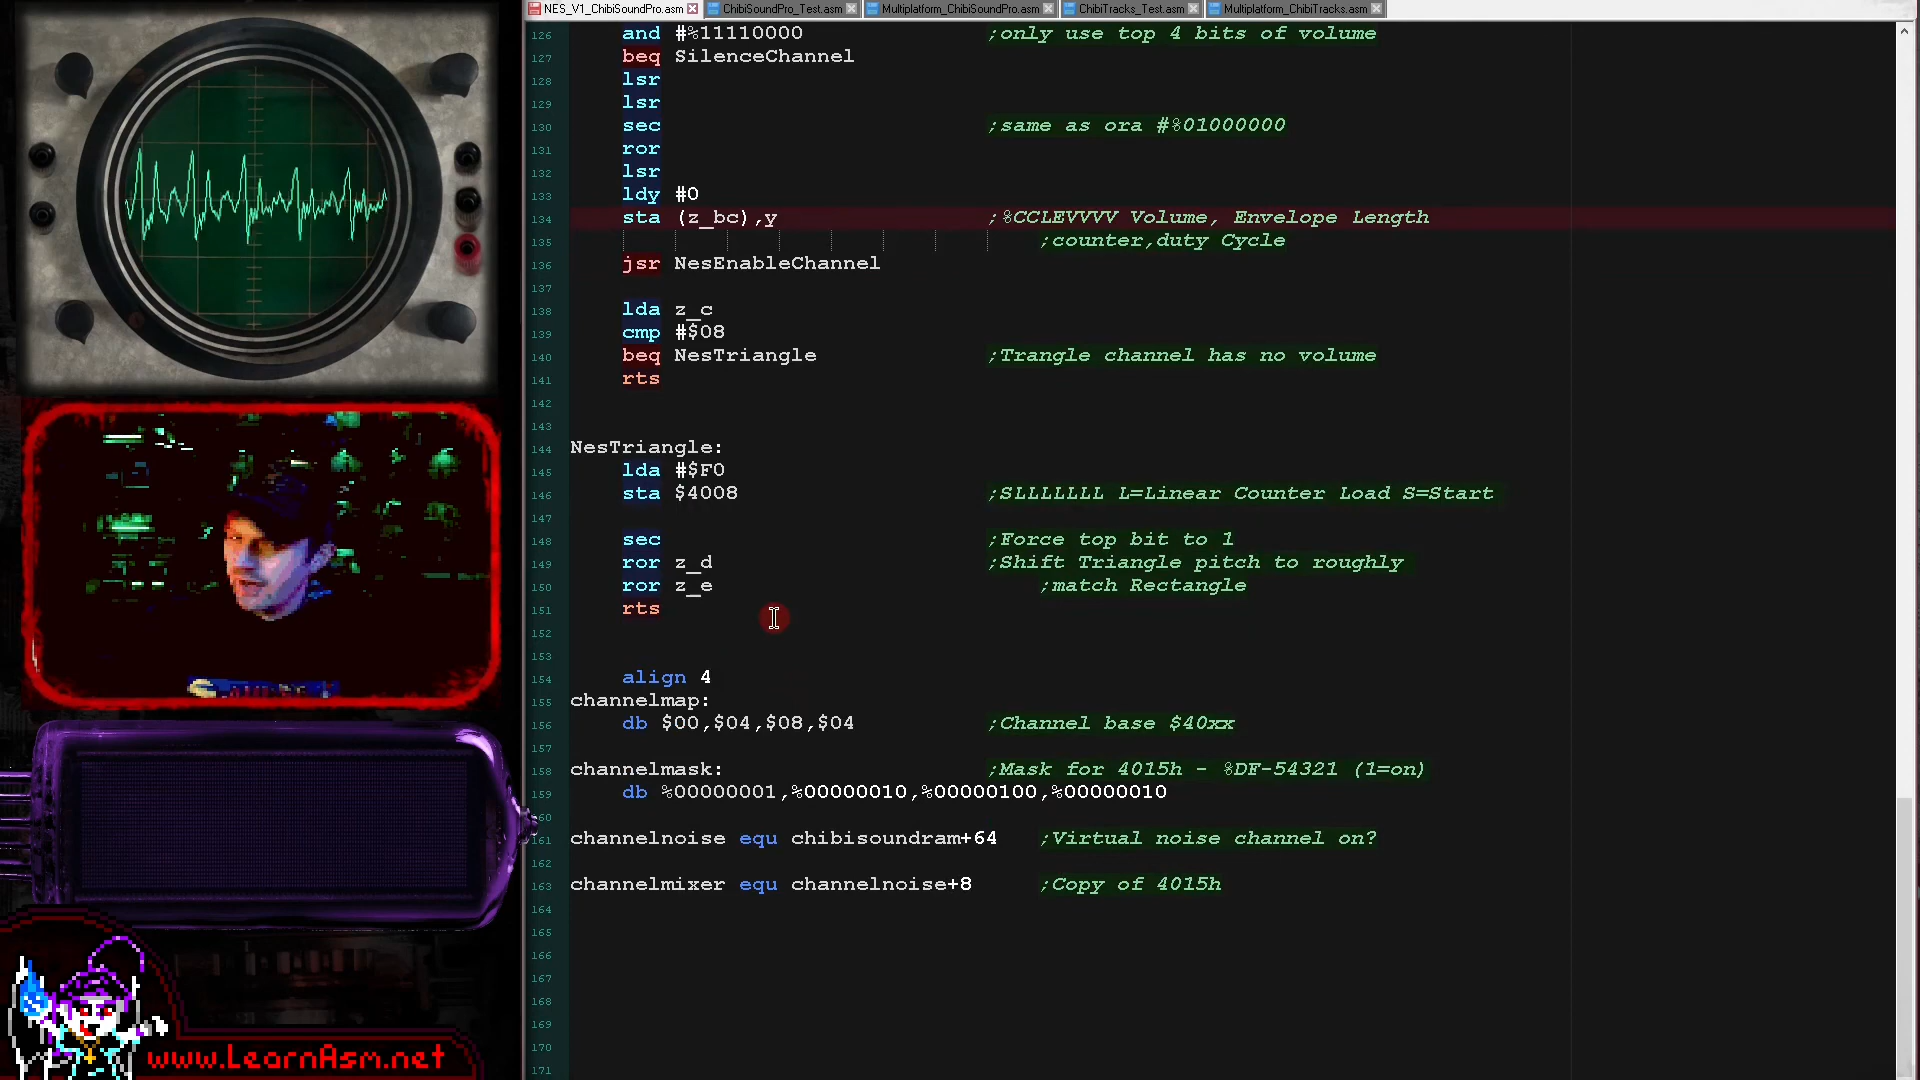 NES_V1_ChibiSoundPro.asm ChibiSoundPro_Test.asm Multiplatform_ChibiSoundPro.asm ChibiTracks_Test.asm Multiplatform_ChibiTracks.asm
126 and #%11110000 ;only use top 4 bits of volume
127 beq SilenceChannel
128 lsr
129 lsr
130 sec ;same as ora #%01000000
131 ror
132 lsr
133 ldy #0
134 sta (z_bc),y ;%CCLEVVVV Volume, Envelope Length
135 ;counter,duty Cycle
136 jsr NesEnableChannel
137
138 lda z_c
139 cmp #$08
140 beq NesTriangle ;Trangle channel has no volume
141 rts
142
143
144 NesTriangle:
145 lda #$F0
146 sta $4008 ;SLLLLLLL L=Linear Counter Load S=Start
147
148 sec ;Force top bit to 1
149 ror z_d ;Shift Triangle pitch to roughly
150 ror z_e ;match Rectangle
151 rts
152
153
154 align 4
155 channelmap:
156 db $00,$04,$08,$04 ;Channel base $40xx
157
158 channelmask: ;Mask for 4015h - %DF-54321 (1=on)
159 db %00000001,%00000010,%00000100,%00000010
160
161 channelnoise equ chibisoundram+64 ;Virtual noise channel on?
162
163 channelmixer equ channelnoise+8 ;Copy of 4015h
164
165
166
167
168
169
170
171
www.LearnAsm.net